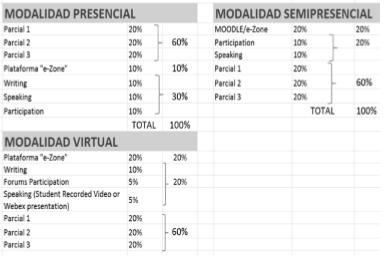 MODALIDAD PRESENCIAL
Parcial 1 20%
Parcial 2 20% 60%
Parcial 3 20%
Plataforma "e-Zone" 10% 10%
Writing 10%
Speaking 10% 30%
Participation 10%
TOTAL 100%
MODALIDAD SEMIPRESENCIAL
MOODLE/e-Zone 20% 20%
Participation 10% 20%
Speaking 10%
Parcial 1 20%
Parcial 2 20% 60%
Parcial 3 20%
TOTAL 100%
MODALIDAD VIRTUAL
Plataforma "e-Zone" 20% 20%
Writing 10%
Forums Participation 5% 20%
Speaking (Student Recorded Video or
Webex presentation) 5%
Parcial 1 20%
Parcial 2 20% 60%
Parcial 3 20%